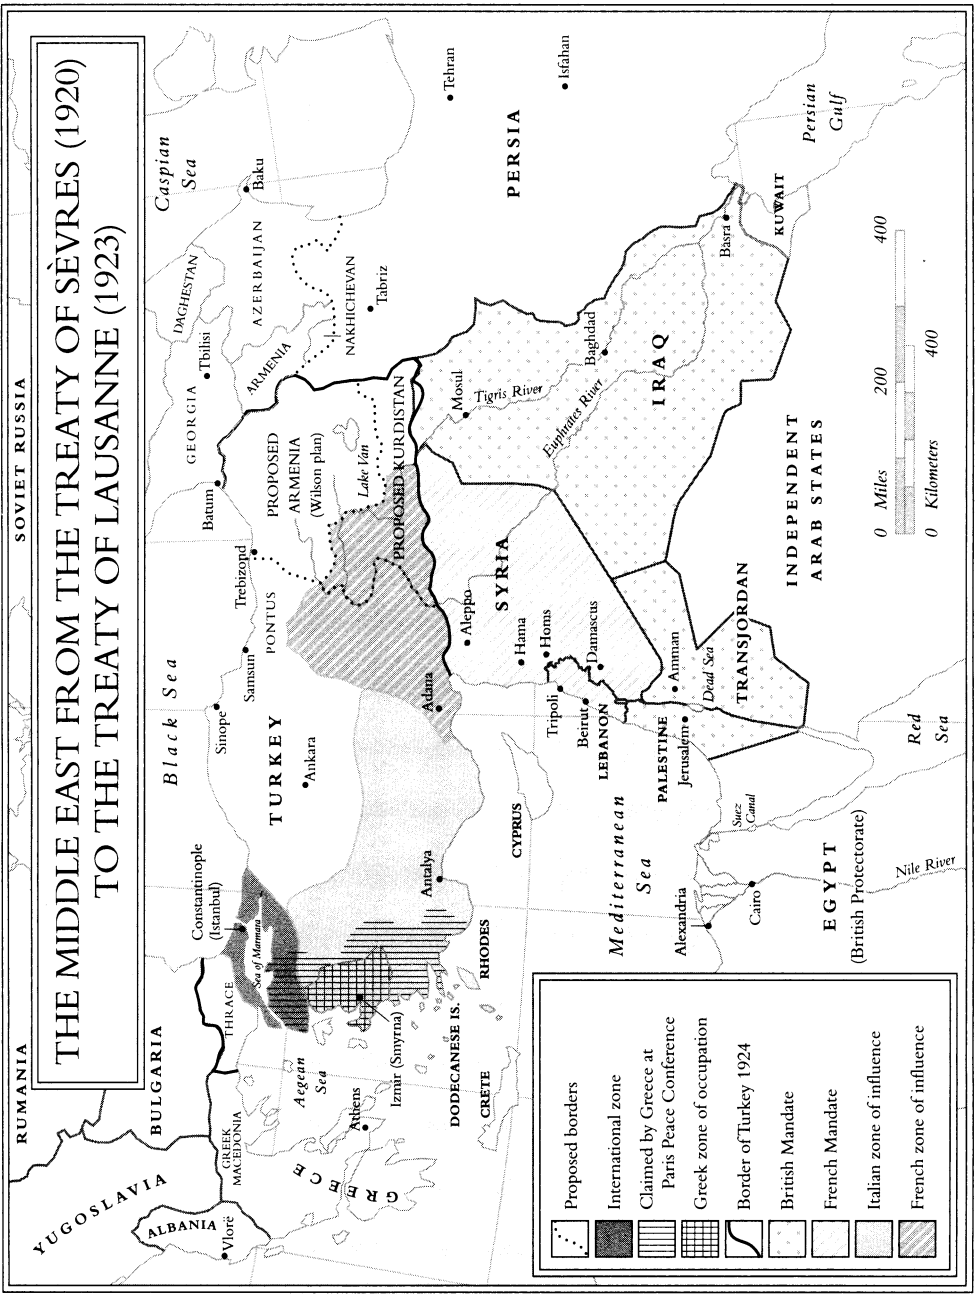 THE MIDDLE EAST FROM THE TREATY OF SÈVRES (1920)
TO THE TREATY OF LAUSANNE (1923)
RUMANIA
SOVIET RUSSIA
YUGOSLAVIA
BULGARIA
ALBANIA
Vlorë
GREEK
MACEDONIA
GREECE
Athens
THRACE
Aegean
Sea
Constantinople
(Istanbul)
Sea of Marmara
Izmir (Smyrna)
DODECANESE IS.
CRETE
RHODES
Black Sea
Sinope
Samsun
Trebizond
Batum
PONTUS
TURKEY
Ankara
Antalya
Adana
GEORGIA
Tbilisi
DAGHESTAN
ARMENIA
AZERBAIJAN
Baku
Caspian
Sea
NAKHICHEVAN
Tabriz
PROPOSED
ARMENIA
(Wilson plan)
Lake Van
PROPOSED KURDISTAN
Tehran
Isfahan
PERSIA
CYPRUS
Mediterranean
Sea
SYRIA
Aleppo
Hama
Homs
Damascus
Tripoli
Beirut
LEBANON
PALESTINE
Jerusalem
Amman
Dead Sea
TRANSJORDAN
Mosul
Tigris River
Euphrates River
Baghdad
IRAQ
Basra
KUWAIT
Persian
Gulf
INDEPENDENT
ARAB STATES
Suez
Canal
Alexandria
Cairo
EGYPT
(British Protectorate)
Nile River
Red
Sea
0 Miles 200 400
0 Kilometers 400
Proposed borders
International zone
Claimed by Greece at
Paris Peace Conference
Greek zone of occupation
Border of Turkey 1924
British Mandate
French Mandate
Italian zone of influence
French zone of influence